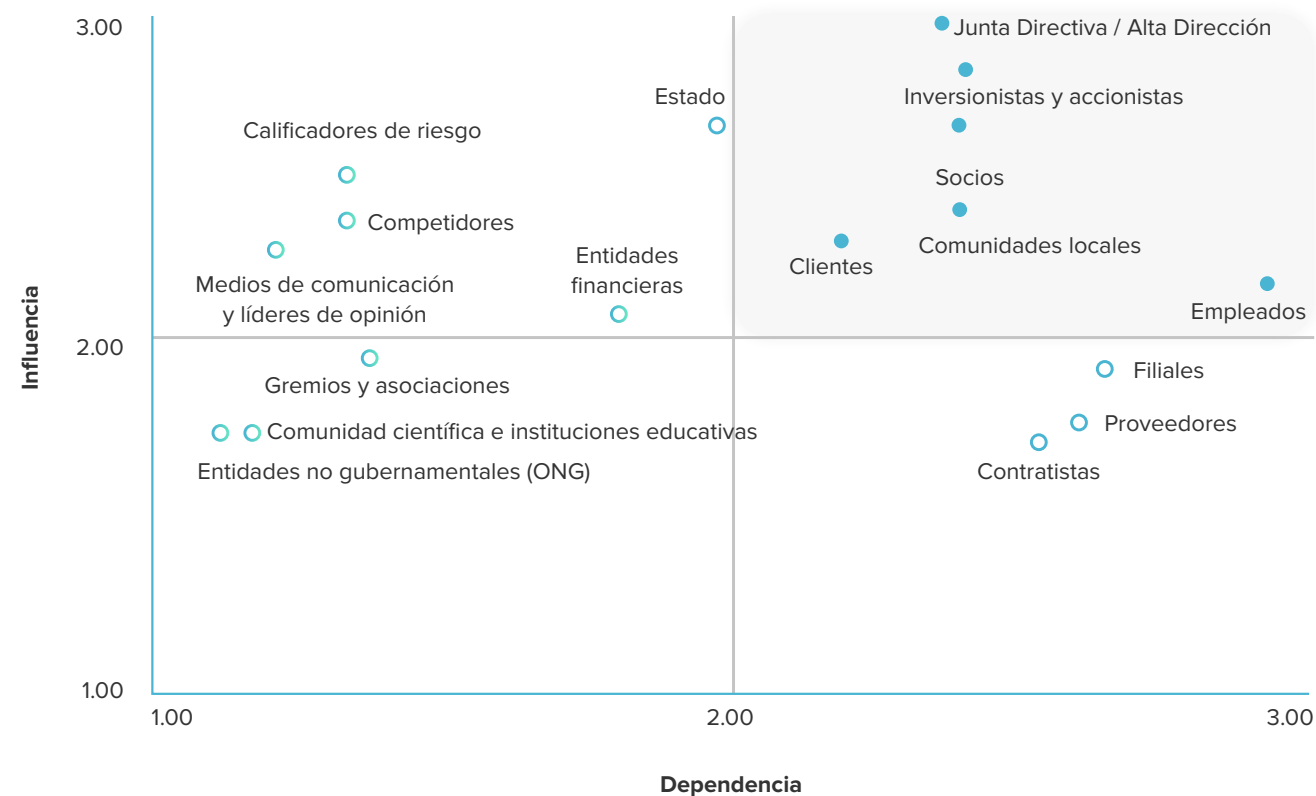 3.00
Junta Directiva / Alta Dirección
Estado
Inversionistas y accionistas
Calificadores de riesgo
Socios
Competidores
Comunidades locales
Entidades
financieras
Clientes
Medios de comunicación
y líderes de opinión
Empleados
Influencia
2.00
Filiales
Gremios y asociaciones
Proveedores
Comunidad científica e instituciones educativas
Entidades no gubernamentales (ONG)
Contratistas
1.00
1.00
2.00
3.00
Dependencia